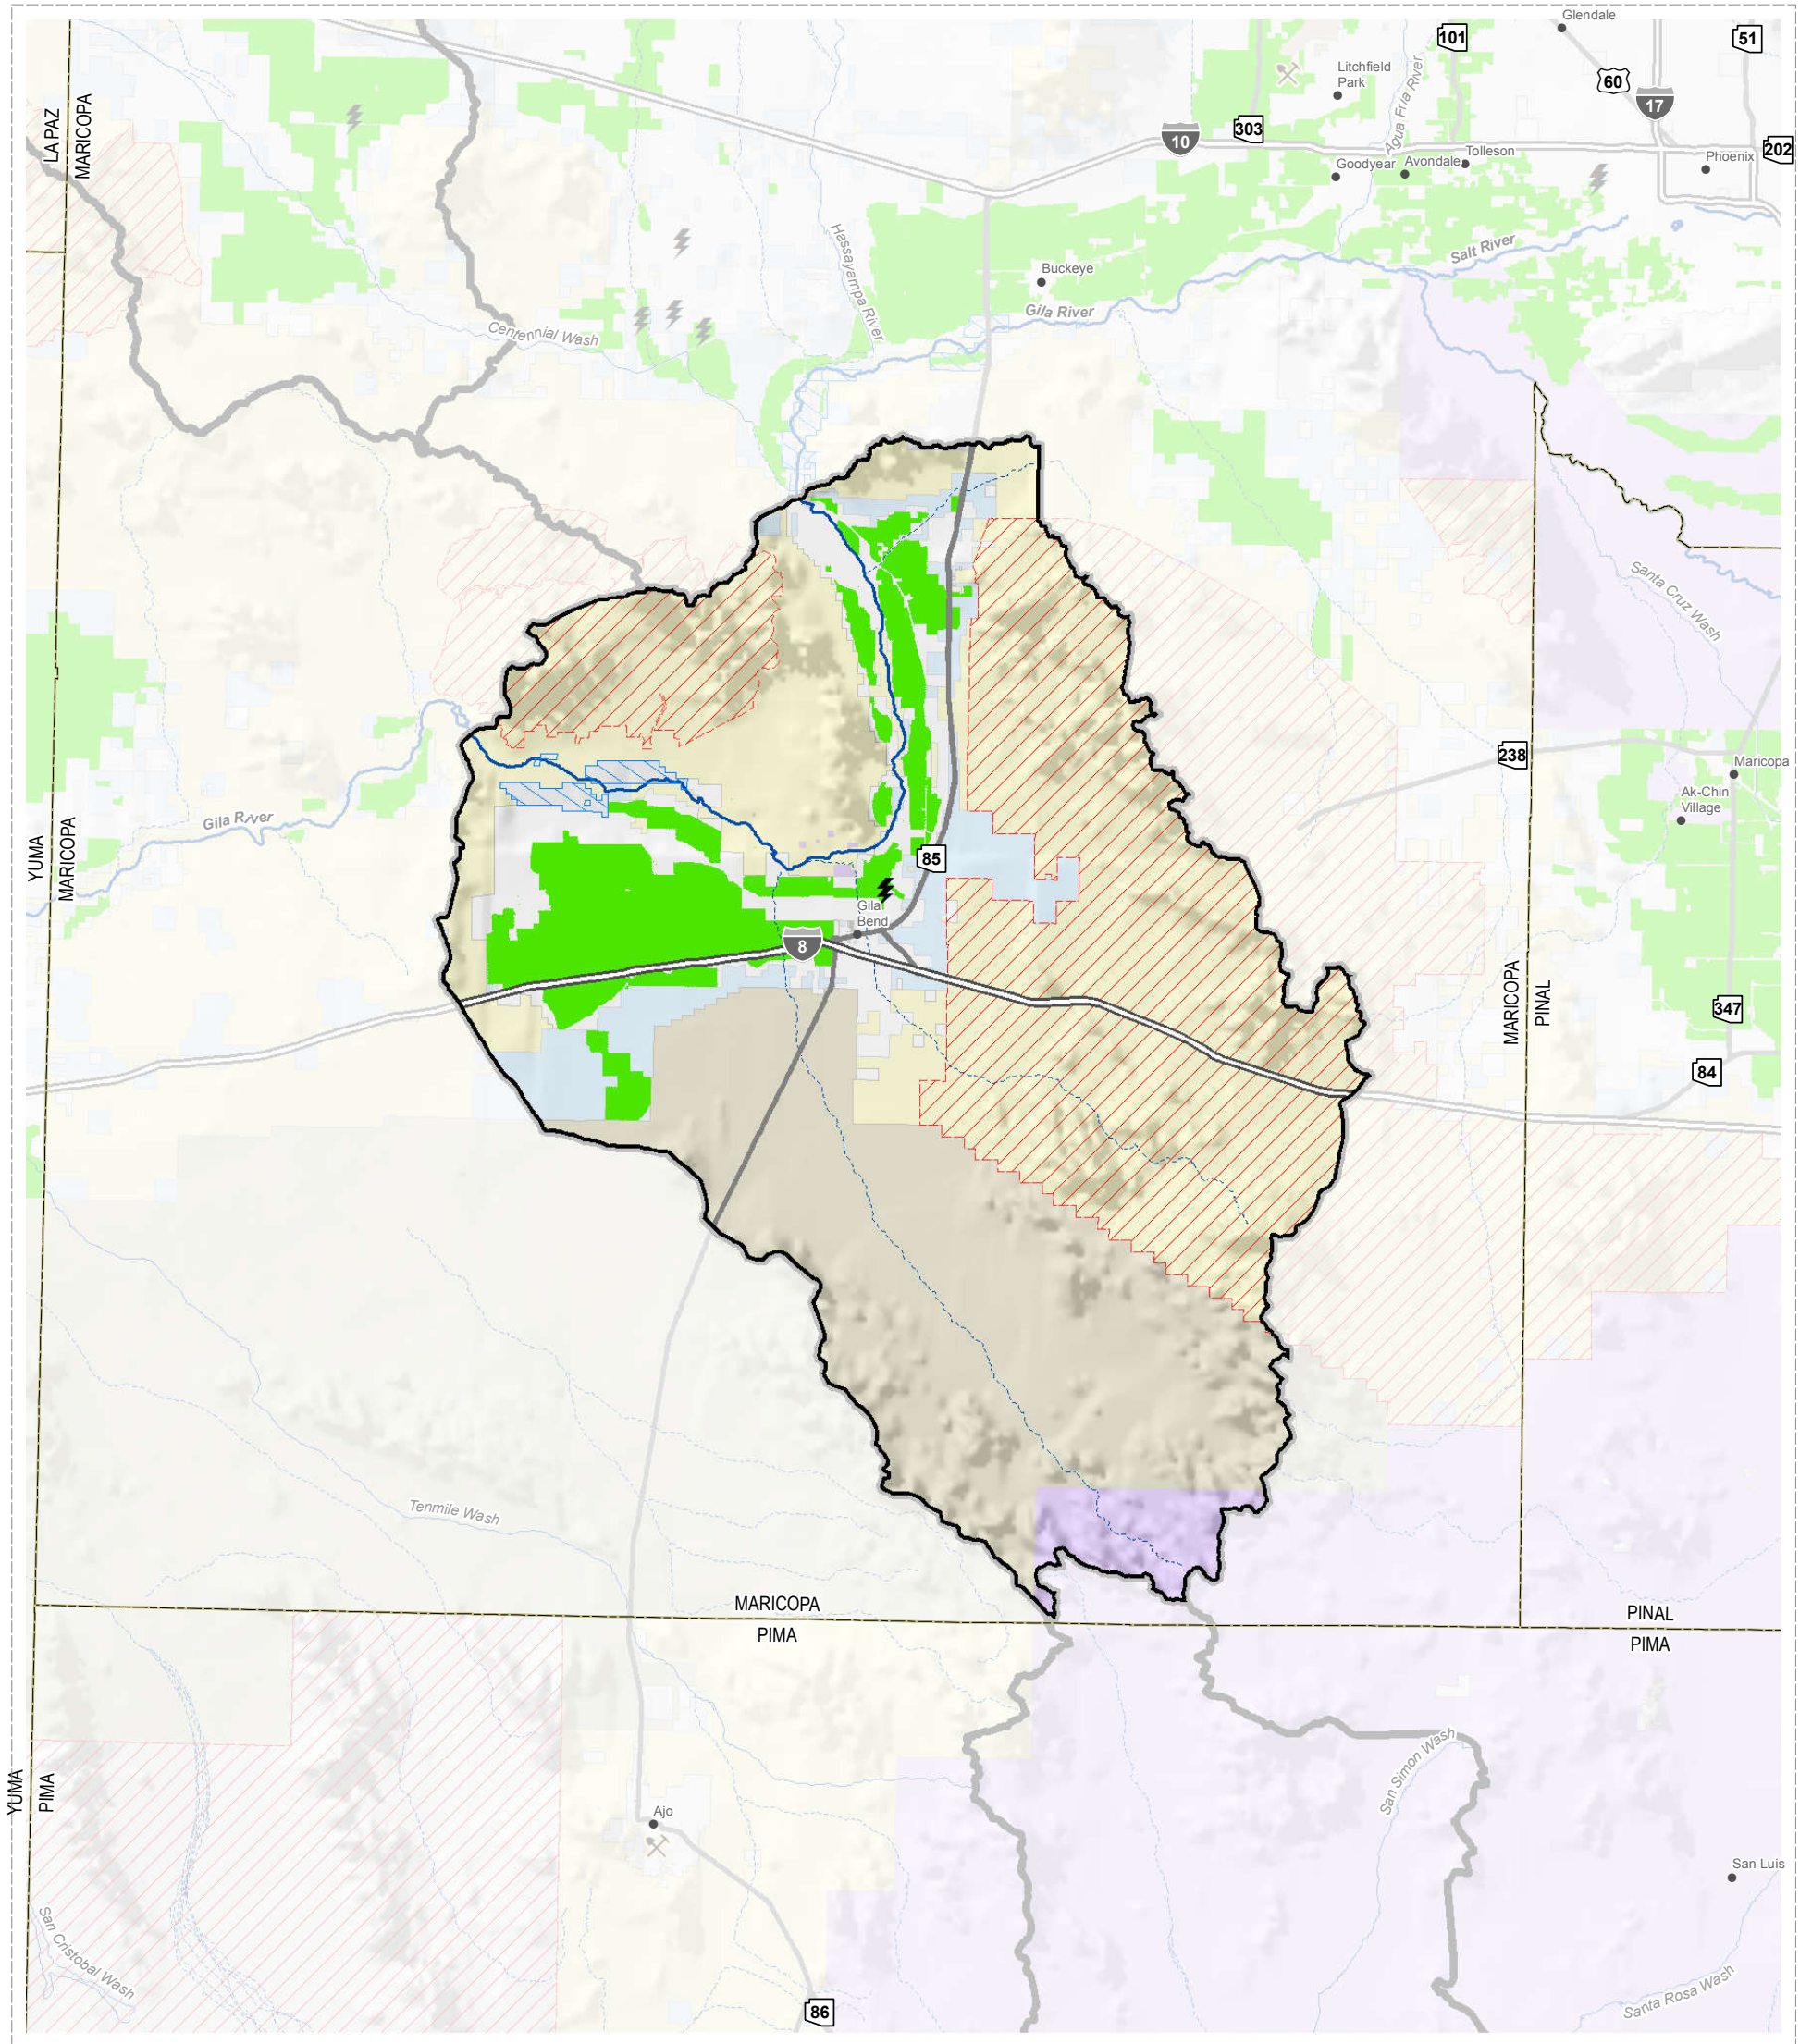 Glendale
101
51
Litchfield
Park
60
17
LA PAZ
MARICOPA
Agua Fria River
10
303
Tolleson
202
Goodyear
Avondale
Phoenix
Hassayampa River
Salt River
Buckeye
Gila River
Centennial Wash
Santa Cruz Wash
238
Maricopa
Ak-Chin
Village
Gila River
YUMA
MARICOPA
85
Gila
Bend
8
MARICOPA
PINAL
347
84
Tenmile Wash
MARICOPA
PIMA
PINAL
PIMA
San Simon Wash
YUMA
PIMA
Ajo
San Luis
San Cristobal Wash
Santa Rosa Wash
86